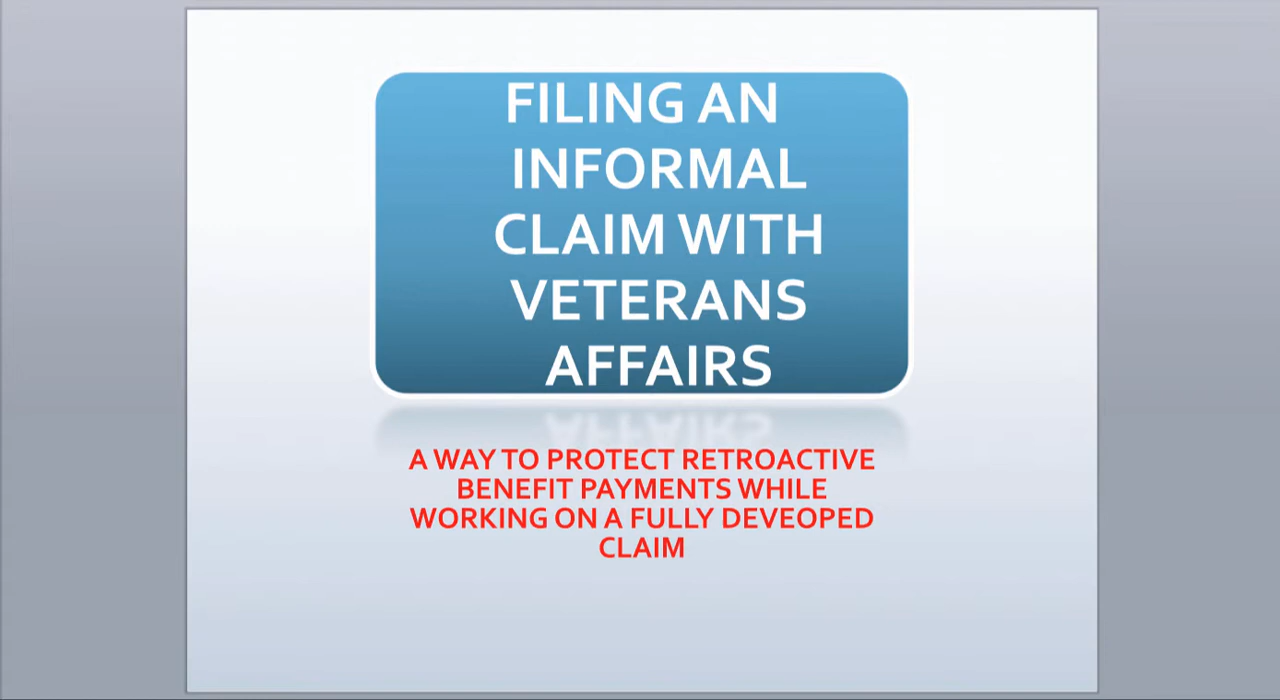 FILING AN
INFORMAL
CLAIM WITH
VETERANS
AFFAIRS
A WAY TO PROTECT RETROACTIVE
BENEFIT PAYMENTS WHILE
WORKING ON A FULLY DEVEOPED
CLAIM